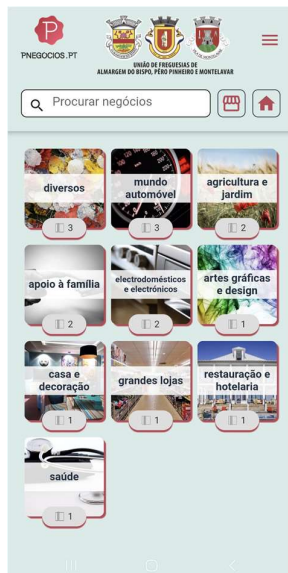 PNEGOCIOS.PT
UNIÃO DE FREGUESIAS DE
ALMARGEM DO BISPO, PÊRO PINHEIRO E MONTELAVAR
Procurar negócios
diversos
3
mundo
automóvel
3
agricultura e
jardim
2
apoio à família
2
electrodomésticos
e electrónicos
2
artes gráficas
e design
1
casa e
decoração
1
grandes lojas
1
restauração e
hotelaria
1
saúde
1